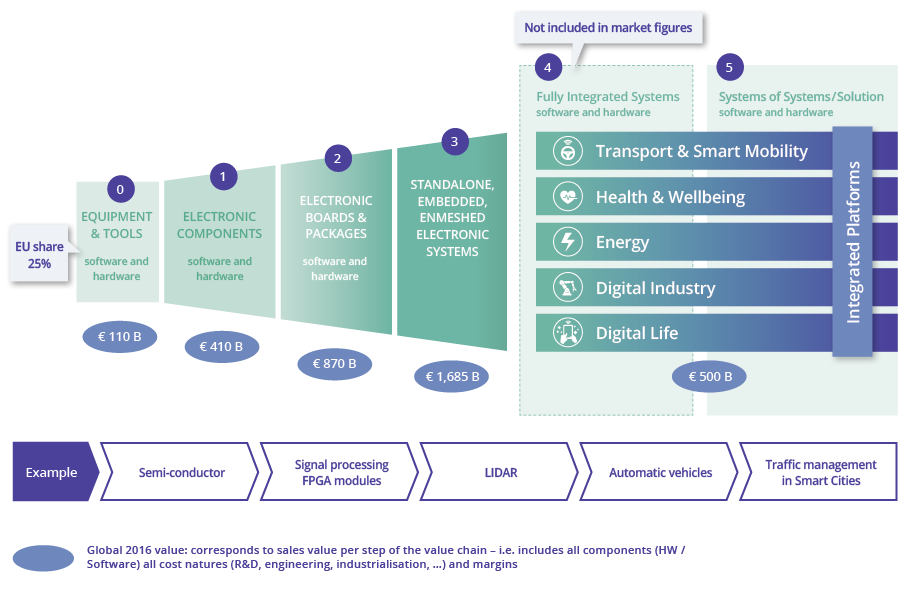 Not included in market figures
4
5
Fully Integrated Systems
software and hardware
Systems of Systems/Solution
software and hardware
0
EQUIPMENT
& TOOLS
software and
hardware
1
ELECTRONIC
COMPONENTS
software and
hardware
2
ELECTRONIC
BOARDS &
PACKAGES
software and
hardware
3
STANDALONE,
EMBEDDED,
ENMESHED
ELECTRONIC
SYSTEMS
Transport & Smart Mobility
Health & Wellbeing
Energy
Digital Industry
Digital Life
Integrated Platforms
EU share
25%
€ 110 B
€ 410 B
€ 870 B
€ 1,685 B
€ 500 B
Example
Semi-conductor
Signal processing
FPGA modules
LIDAR
Automatic vehicles
Traffic management
in Smart Cities
Global 2016 value: corresponds to sales value per step of the value chain – i.e. includes all components (HW /
Software) all cost natures (R&D, engineering, industrialisation, ...) and margins